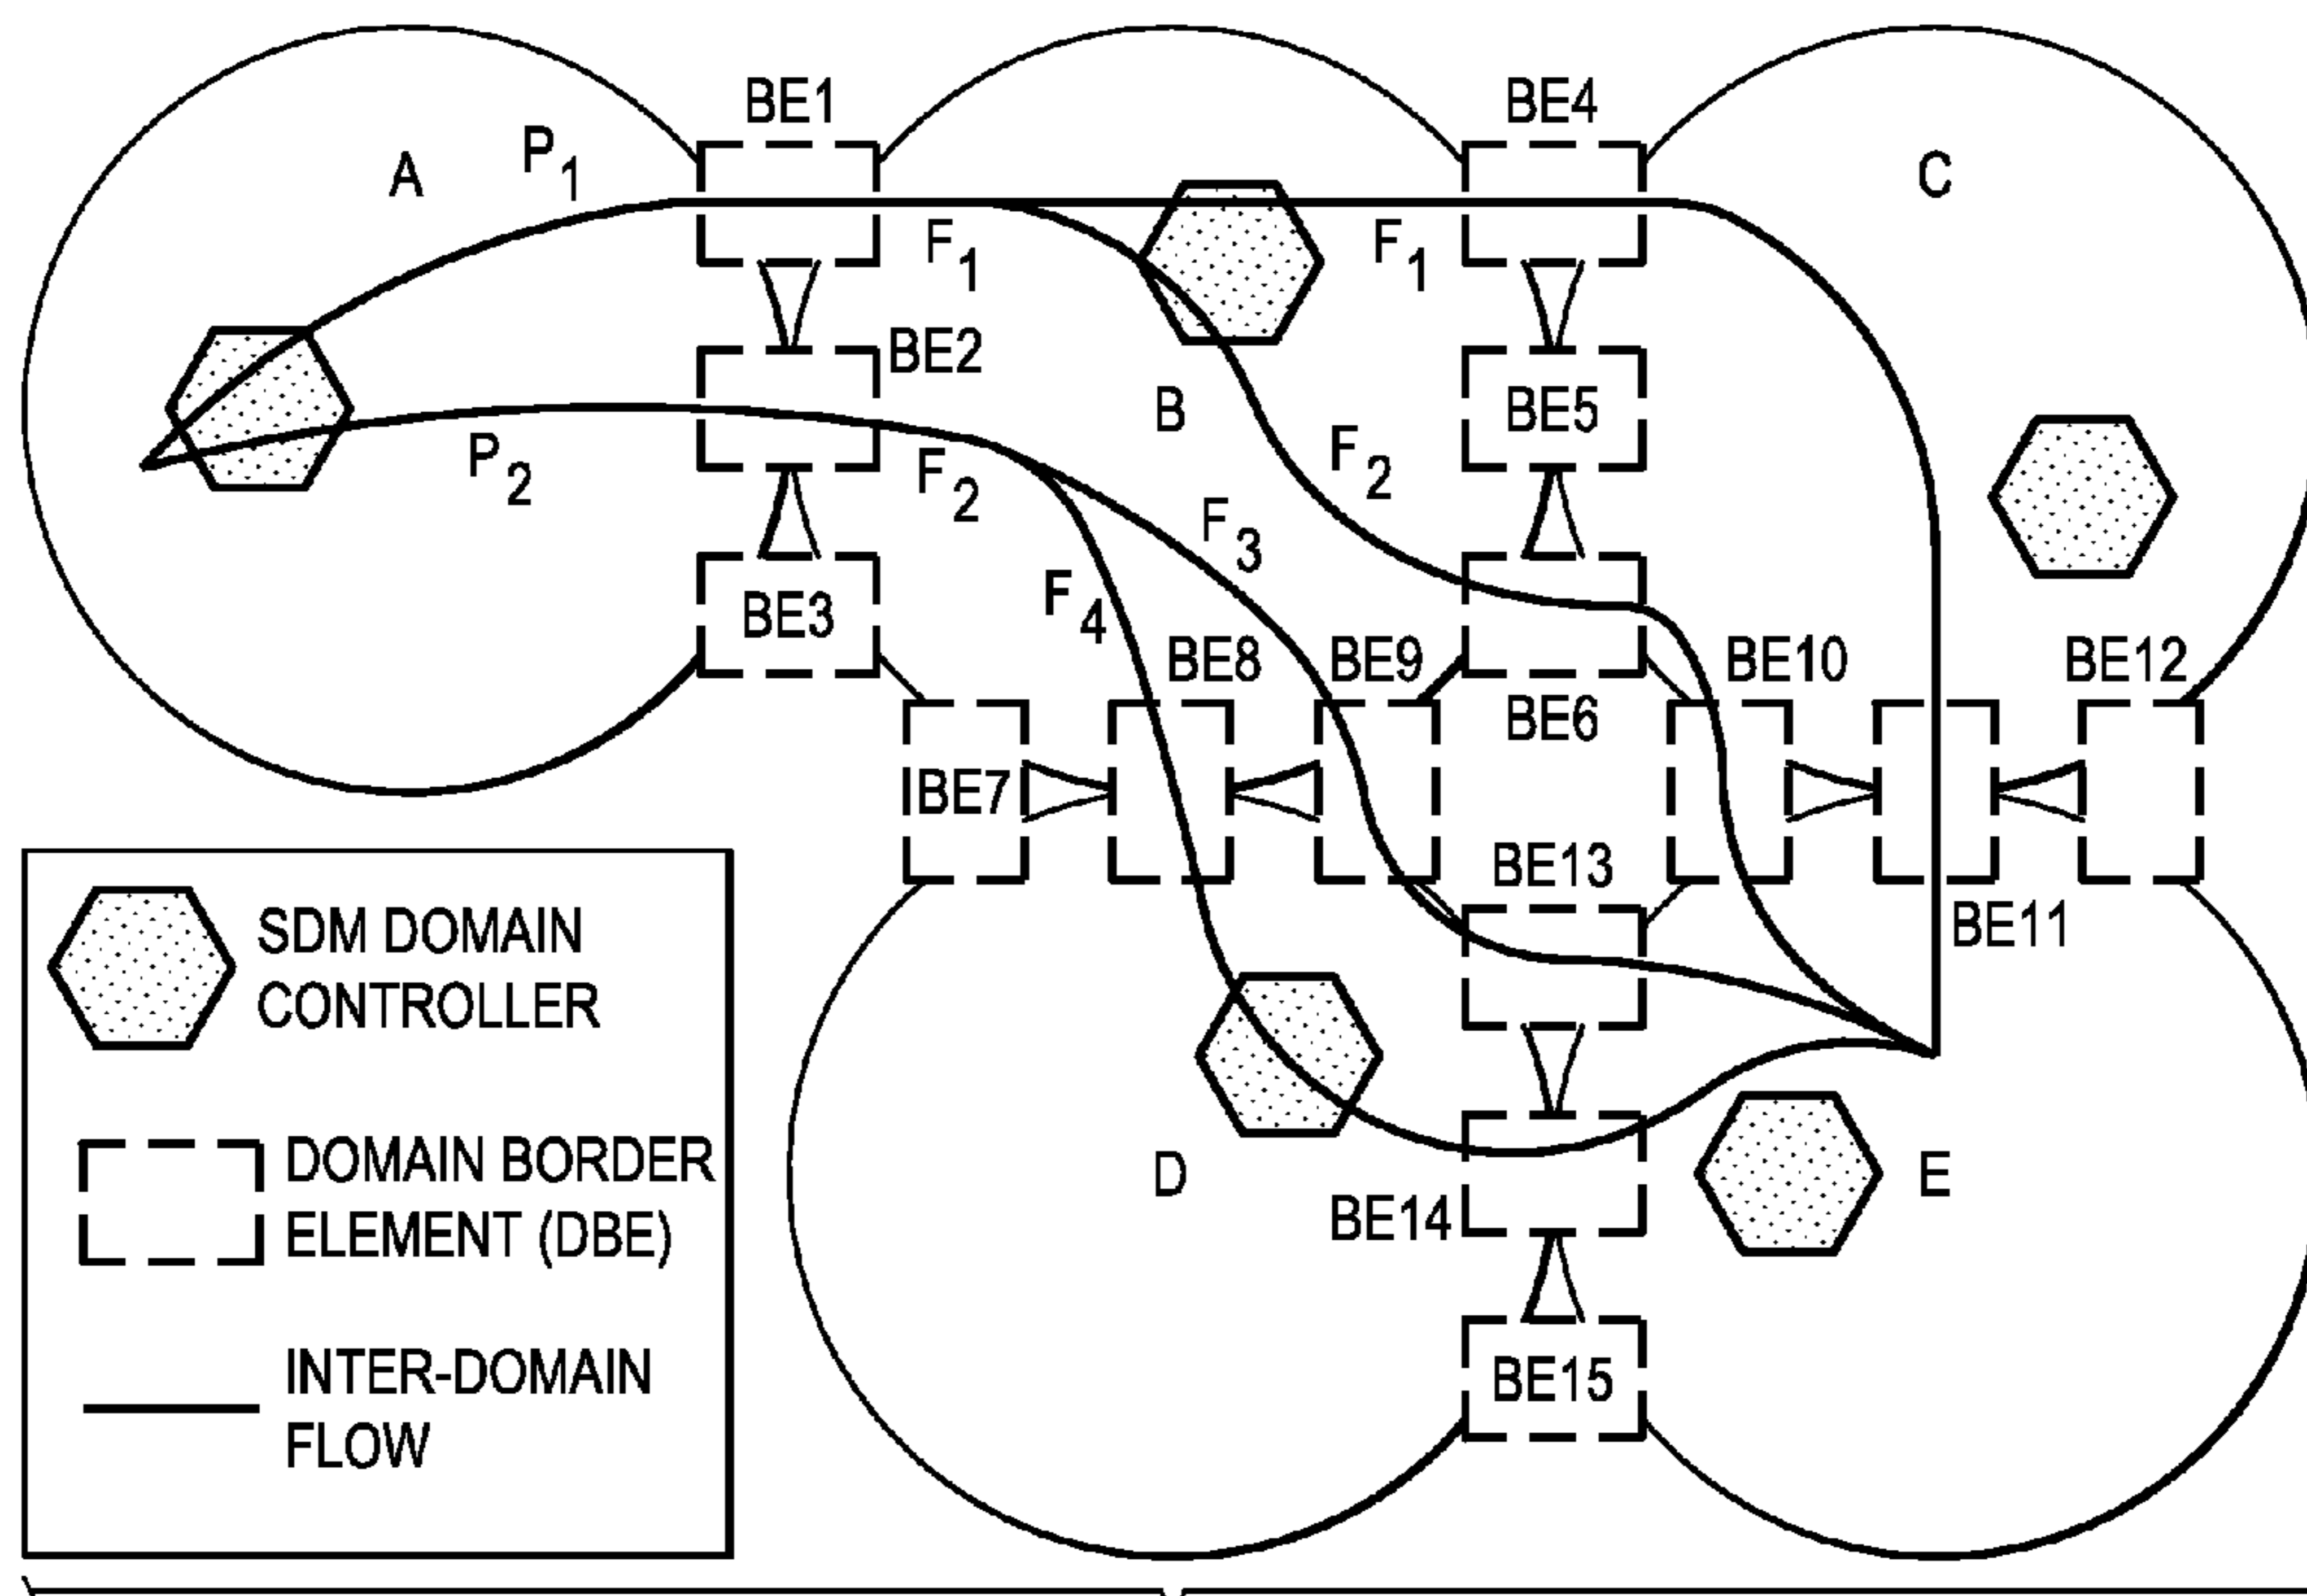 BE1
BE4
P1
A
C
F1
F1
BE2
B
BE5
P2
F2
F2
F3
F4
BE3
BE8
BE9
BE10
BE12
BE6
BE7
BE13
SDM DOMAIN
CONTROLLER
BE11
DOMAIN BORDER
ELEMENT (DBE)
D
E
BE14
INTER-DOMAIN
FLOW
BE15